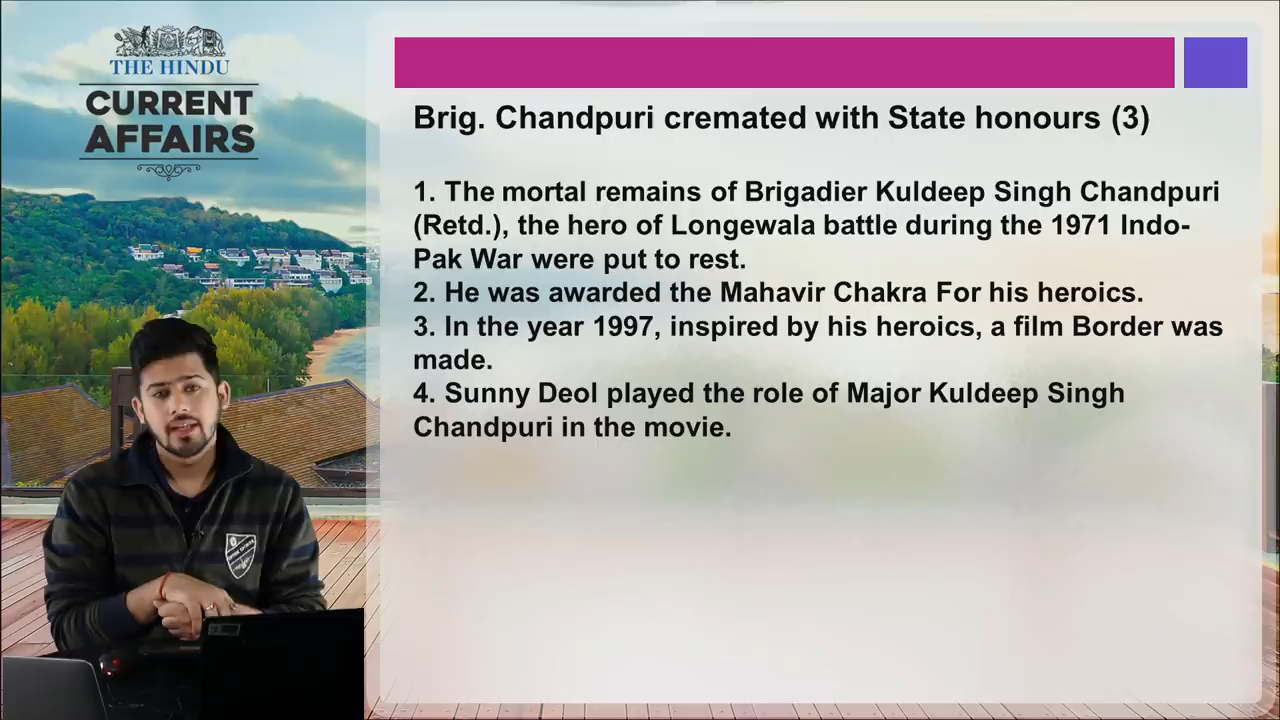 THE HINDU
CURRENT
AFFAIRS
Brig. Chandpuri cremated with State honours (3)
1. The mortal remains of Brigadier Kuldeep Singh Chandpuri
(Retd.), the hero of Longewala battle during the 1971 Indo-
Pak War were put to rest.
2. He was awarded the Mahavir Chakra For his heroics.
3. In the year 1997, inspired by his heroics, a film Border was
made.
4. Sunny Deol played the role of Major Kuldeep Singh
Chandpuri in the movie.